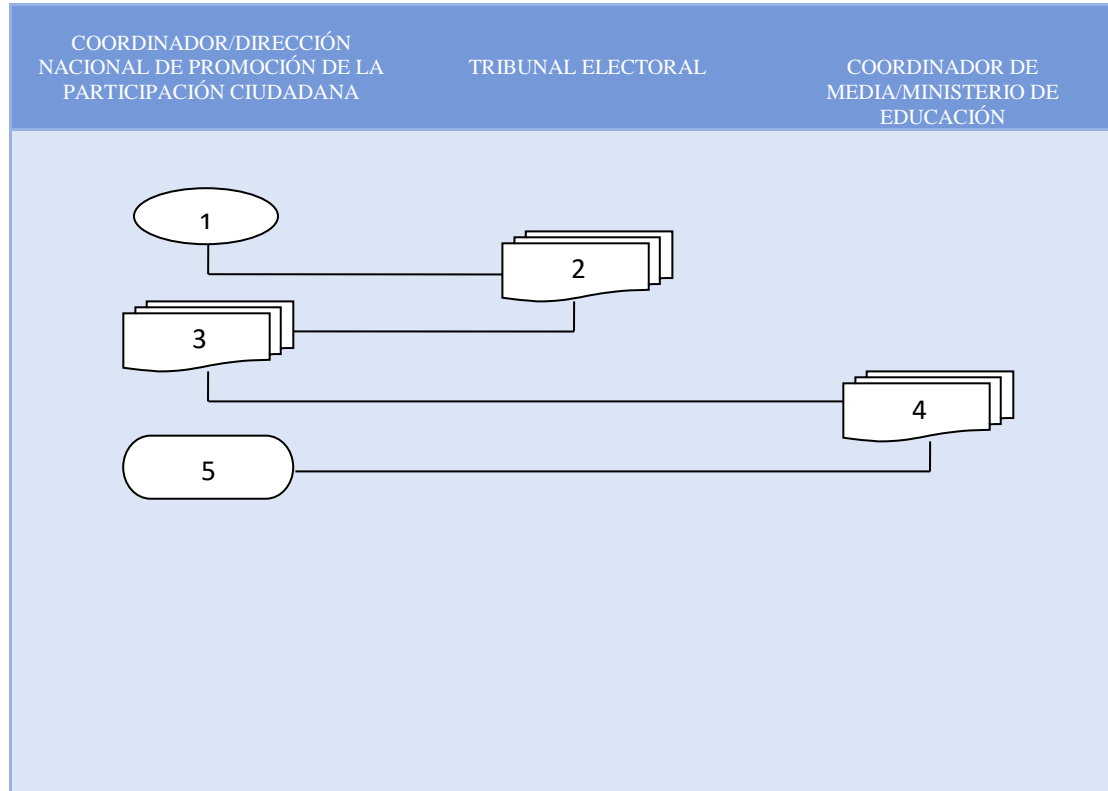 COORDINADOR/DIRECCIÓN
NACIONAL DE PROMOCIÓN DE LA
PARTICIPACIÓN CIUDADANA
TRIBUNAL ELECTORAL
COORDINADOR DE
MEDIA/MINISTERIO DE
EDUCACIÓN
1
2
3
4
5